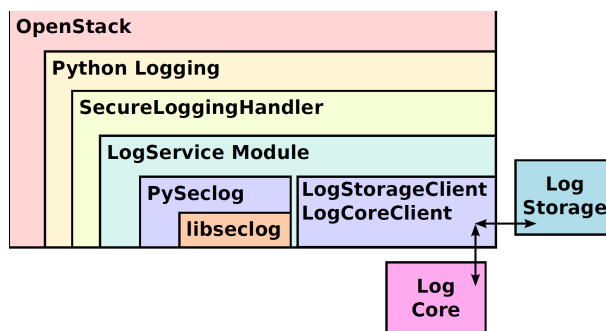 OpenStack
Python Logging
SecureLoggingHandler
LogService Module
PySeclog
libseclog
LogStorageClient
LogCoreClient
Log
Storage
Log
Core